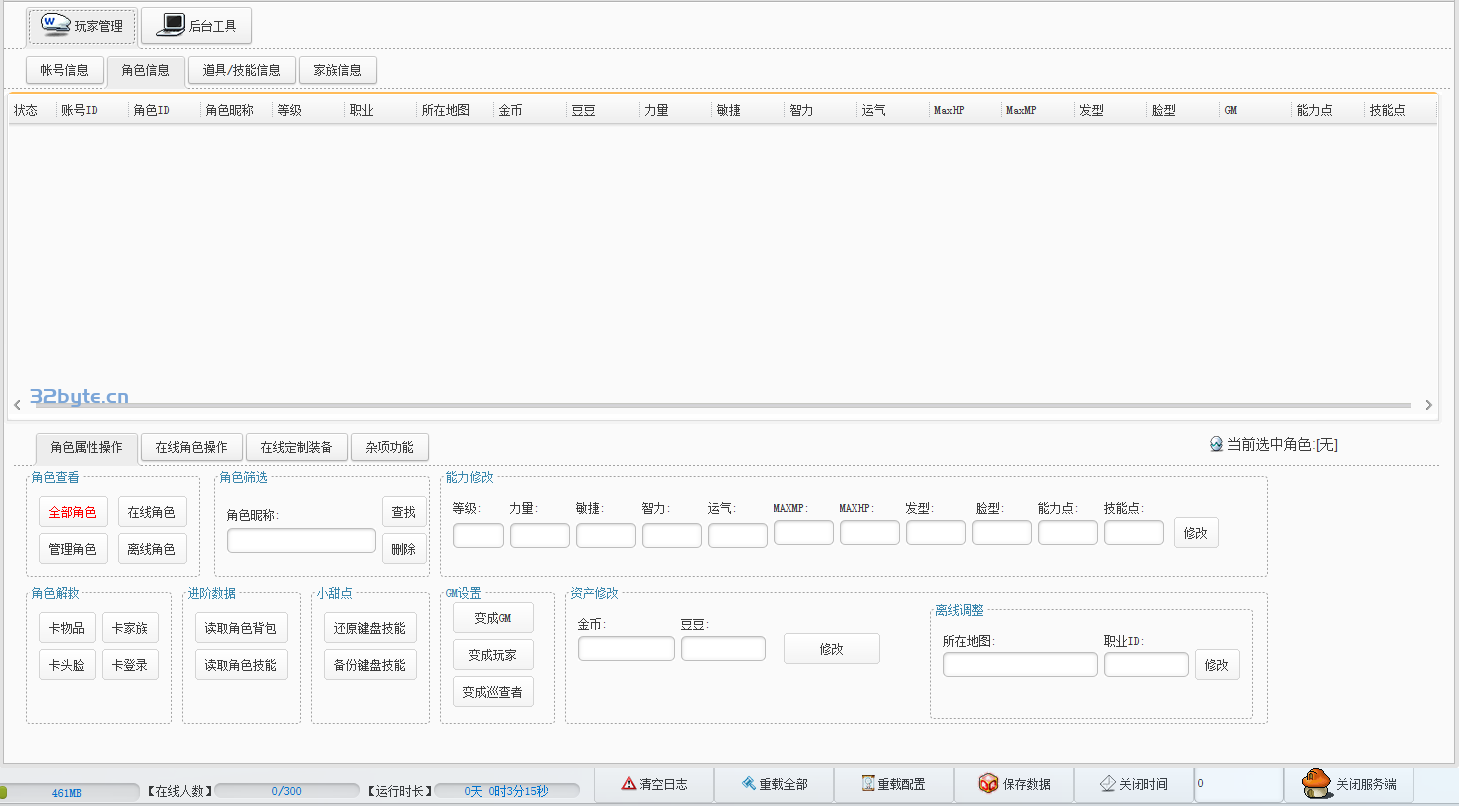 玩家管理 后台工具
帐号信息 角色信息 道具/技能信息 家族信息
状态 账号ID 角色ID 角色昵称 等级 职业 所在地图 金币 豆豆 力量 敏捷 智力 运气 MaxHP MaxMP 发型 脸型 GM 能力点 技能点
32byte.cn
角色属性操作 在线角色操作 在线定制装备 杂项功能 当前选中角色:[无]
角色查看 角色筛选 能力修改
全部角色 在线角色 角色昵称: 查找 等级: 力量: 敏捷: 智力: 运气: MAXMP: MAXHP: 发型: 脸型: 能力点: 技能点: 修改
管理角色 离线角色 删除
角色解救 进阶数据 小甜点 GM设置 资产修改 离线调整
卡物品 卡家族 读取角色背包 还原键盘技能 变成GM 金币: 豆豆: 所在地图: 职业ID:
卡头脸 卡登录 读取角色技能 备份键盘技能 变成玩家 修改 修改
变成巡查者
461MB 【在线人数】 0/300 【运行时长】 0天 0时3分15秒 清空日志 重载全部 重载配置 保存数据 关闭时间 0 关闭服务端